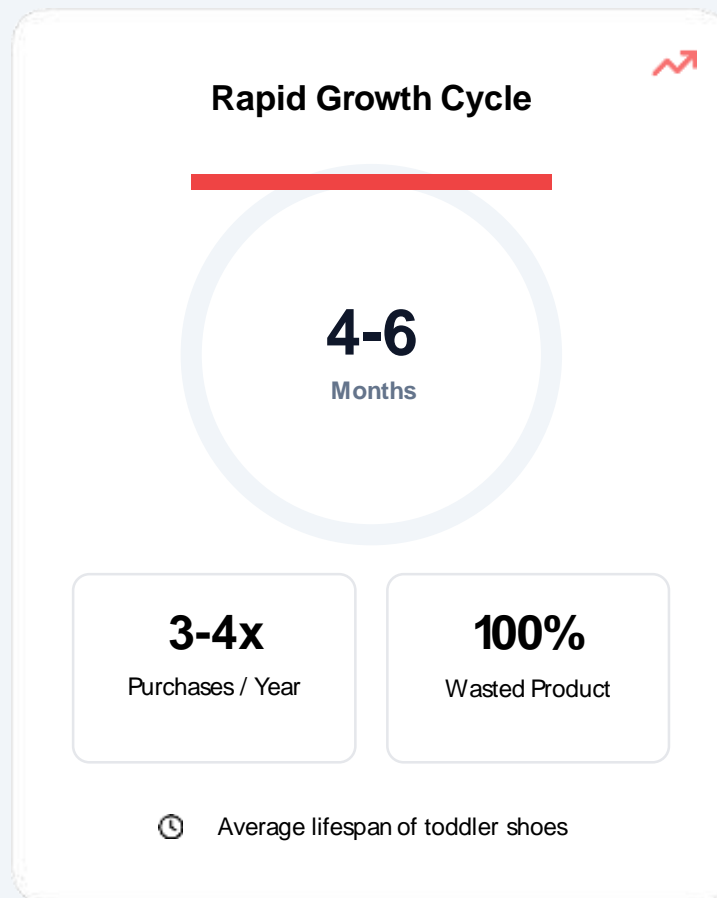 Rapid Growth Cycle
4-6
Months
3-4x
Purchases / Year
100%
Wasted Product
Average lifespan of toddler shoes